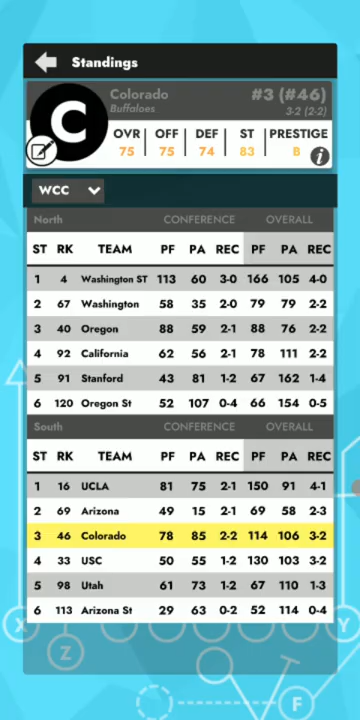 Standings
C
Colorado #3 (#46)
Buffaloes 3-2 (2-2)
OVR OFF DEF ST PRESTIGE
75 75 74 83 B
WCC
North CONFERENCE OVERALL
ST RK TEAM PF PA REC PF PA REC
1 4 Washington ST 113 60 3-0 166 105 4-0
2 67 Washington 58 35 2-0 79 79 2-2
3 40 Oregon 88 59 2-1 88 76 2-2
4 92 California 62 56 2-1 78 111 2-2
5 91 Stanford 43 81 1-2 67 162 1-4
6 120 Oregon St 52 107 0-4 66 154 0-5
South CONFERENCE OVERALL
ST RK TEAM PF PA REC PF PA REC
1 16 UCLA 81 75 2-1 150 91 4-1
2 69 Arizona 49 15 2-1 69 58 2-3
3 46 Colorado 78 85 2-2 114 106 3-2
4 33 USC 50 55 1-2 130 103 3-2
5 98 Utah 61 73 1-2 67 110 1-3
6 113 Arizona St 29 63 0-2 52 114 0-4
X Y
Z
F